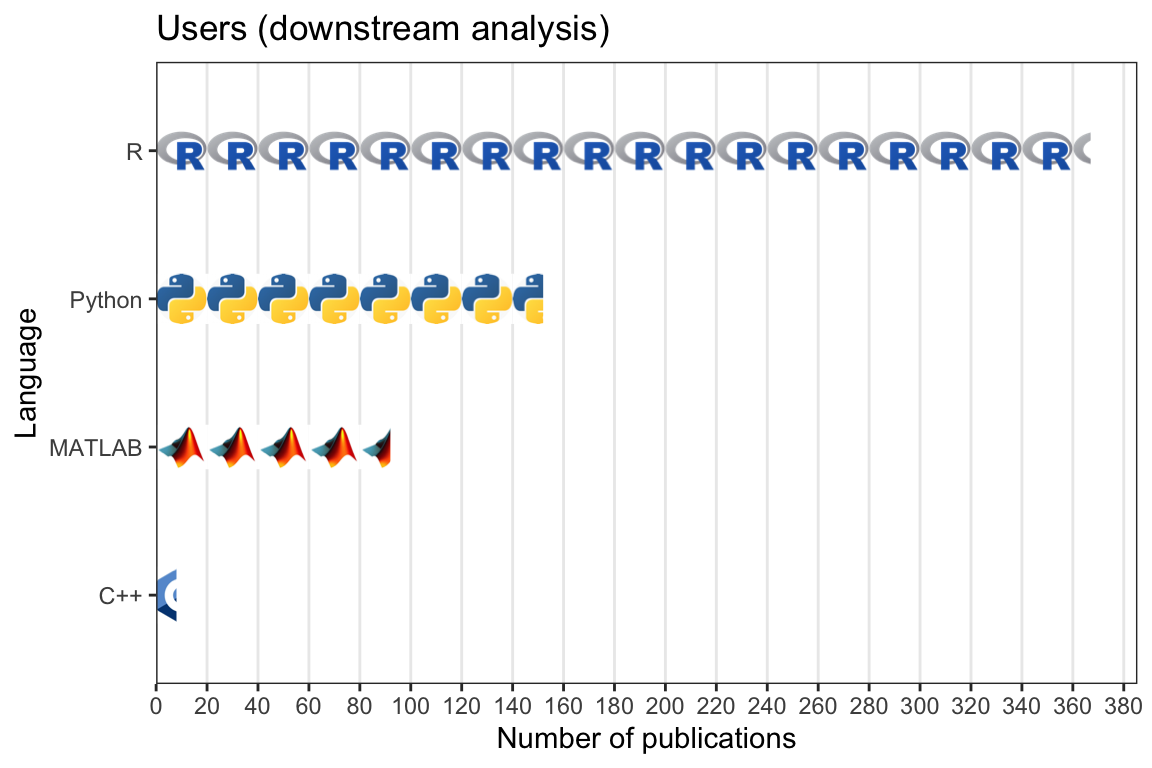 Users (downstream analysis)
Language
R
R R R R R R R R R R R R R R R R R R
Python
MATLAB
C++
0 20 40 60 80 100 120 140 160 180 200 220 240 260 280 300 320 340 360 380
Number of publications